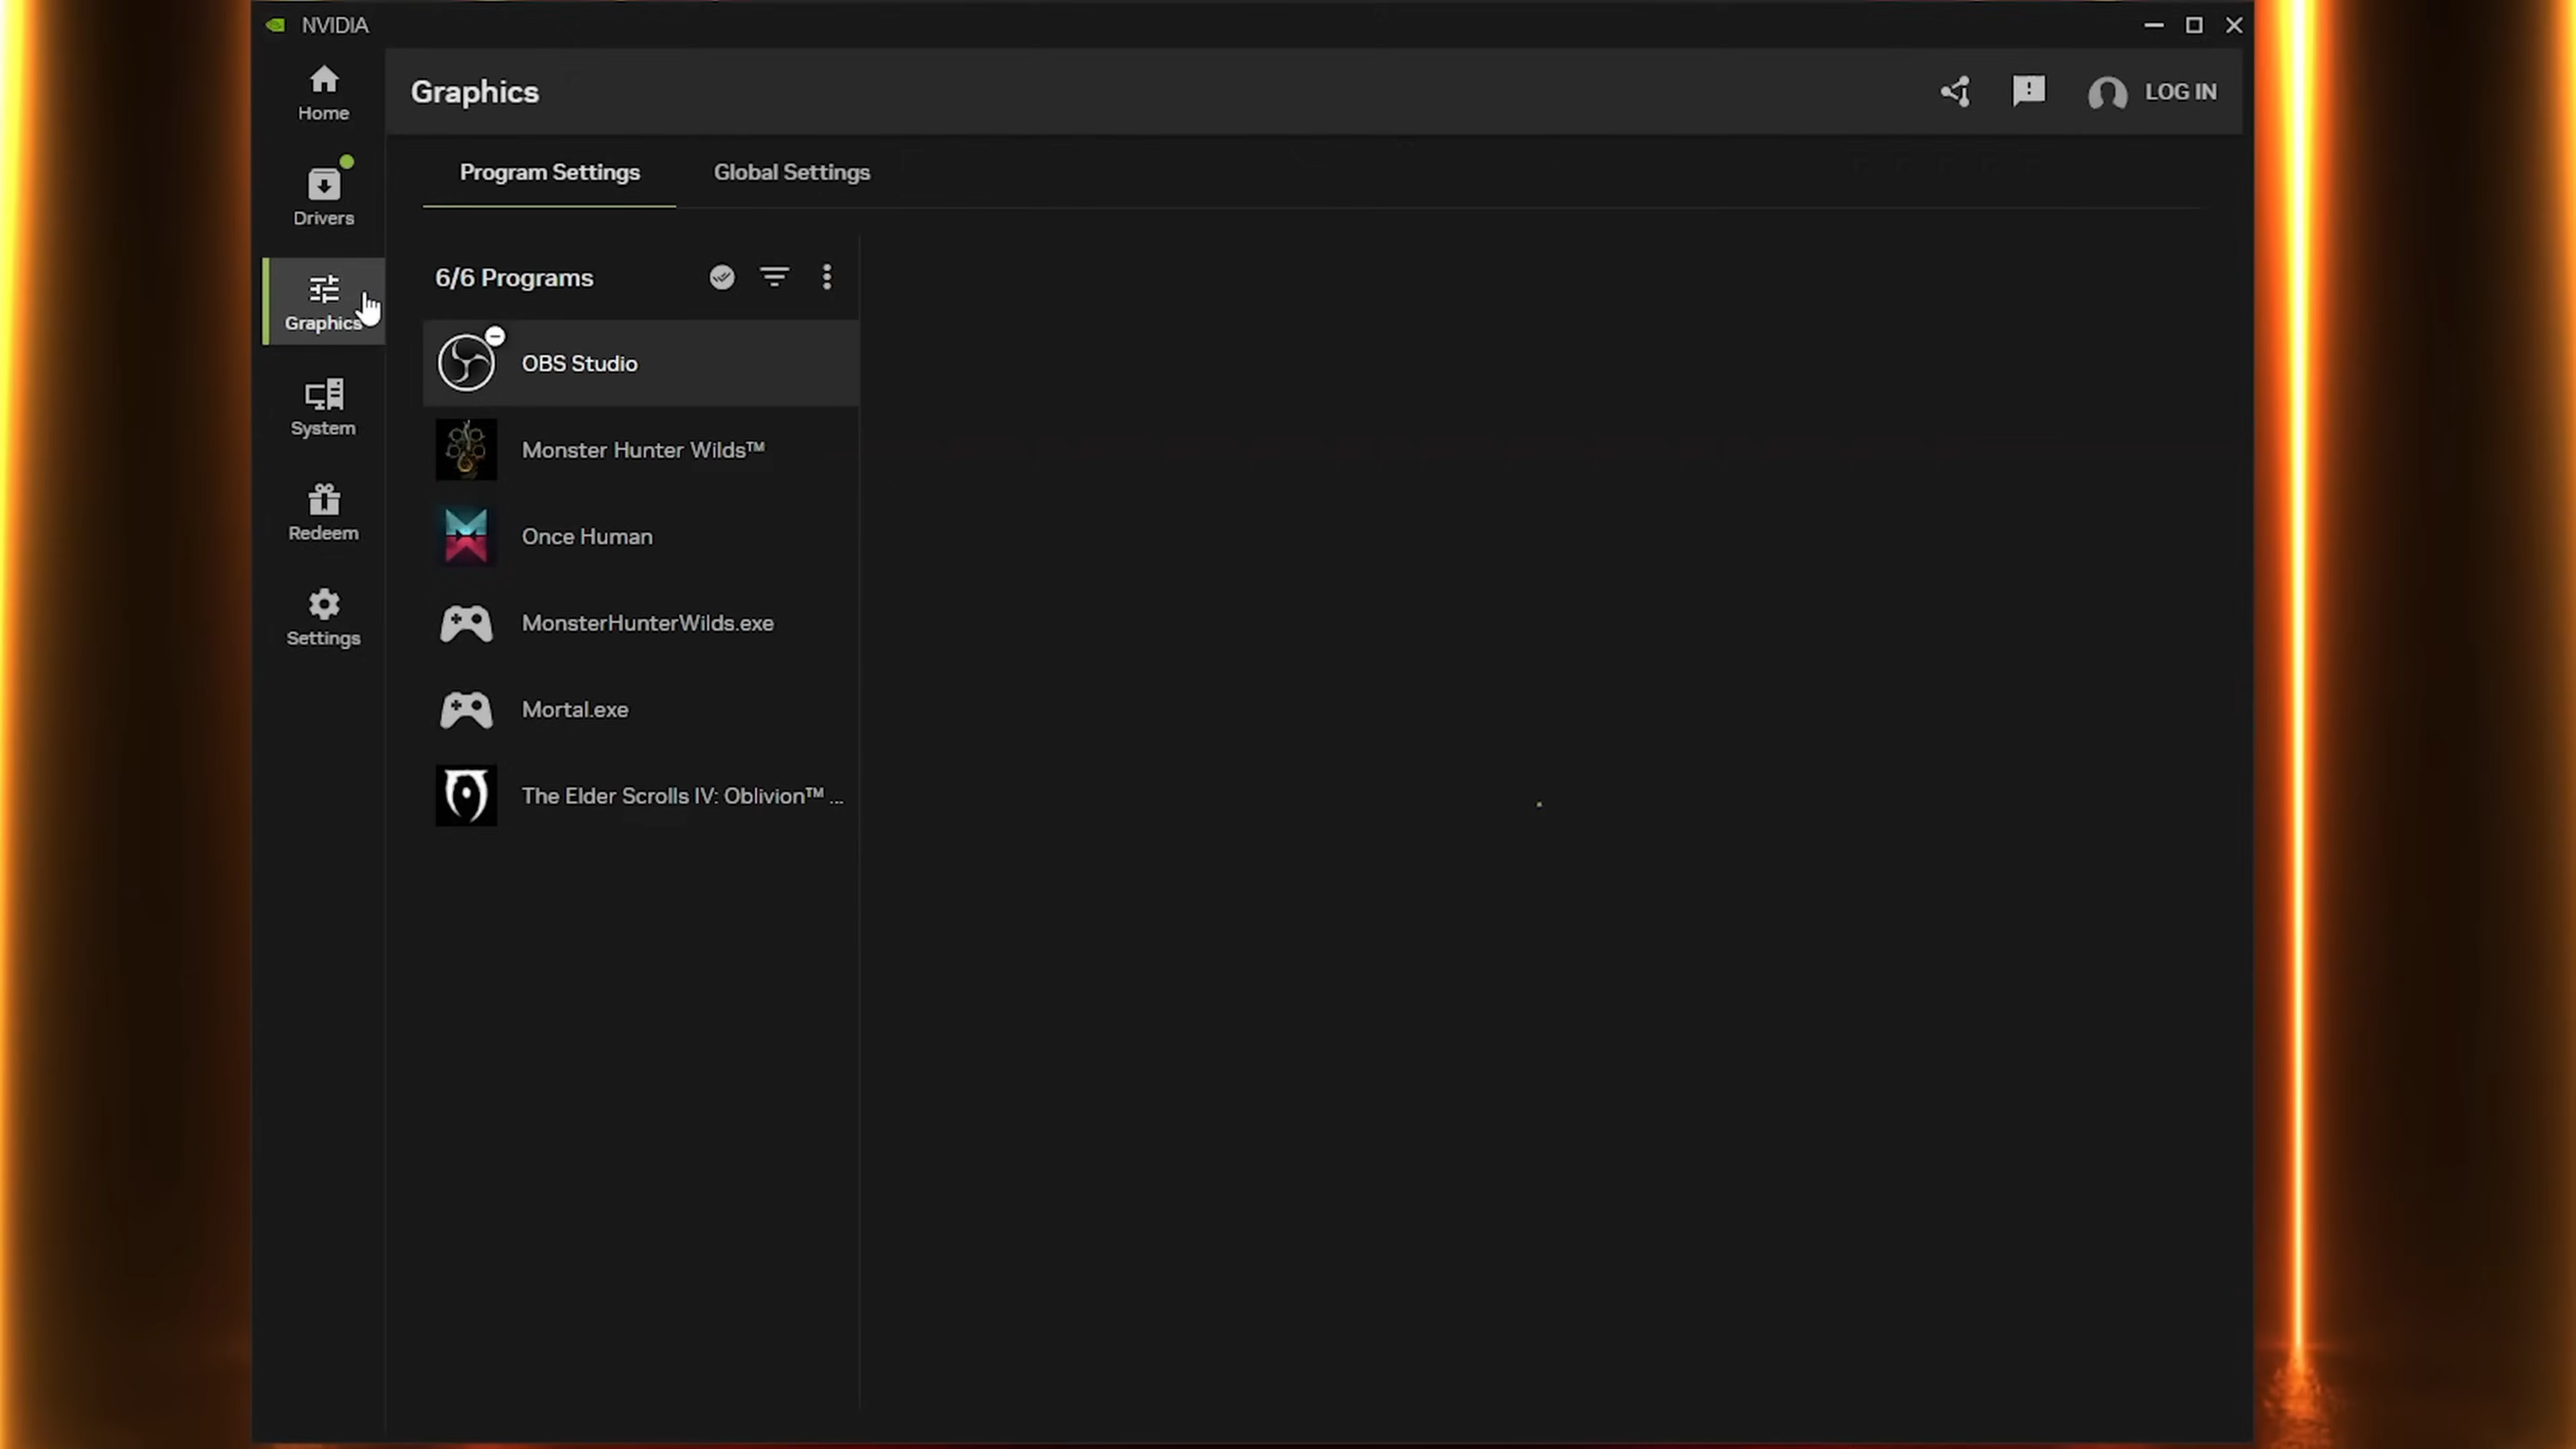 NVIDIA
Home
Drivers
Graphics
System
Redeem
Settings
Graphics
LOG IN
Program Settings
Global Settings
6/6 Programs
OBS Studio
Monster Hunter Wilds™
Once Human
MonsterHunterWilds.exe
Mortal.exe
The Elder Scrolls IV: Oblivion™ ...